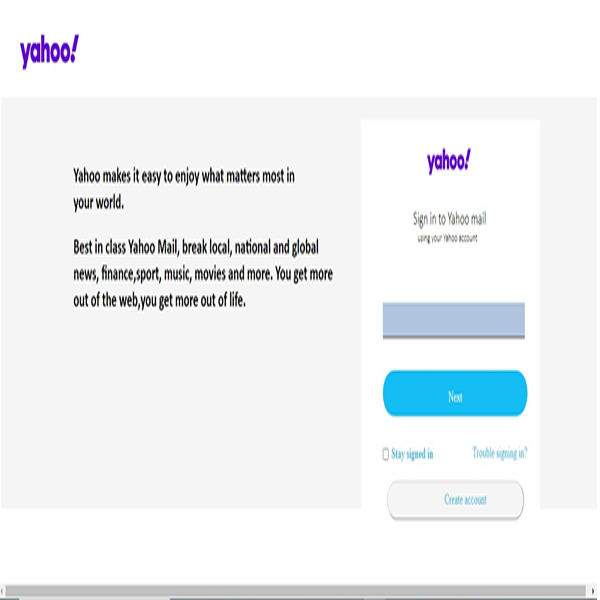 yahoo!
Yahoo makes it easy to enjoy what matters most in
your world.
Best in class Yahoo Mail, break local, national and global
news, finance,sport, music, movies and more. You get more
out of the web,you get more out of life.
yahoo!
Sign in to Yahoo mail
using your Yahoo account
Next
Stay signed in
Trouble signing in?
Create account